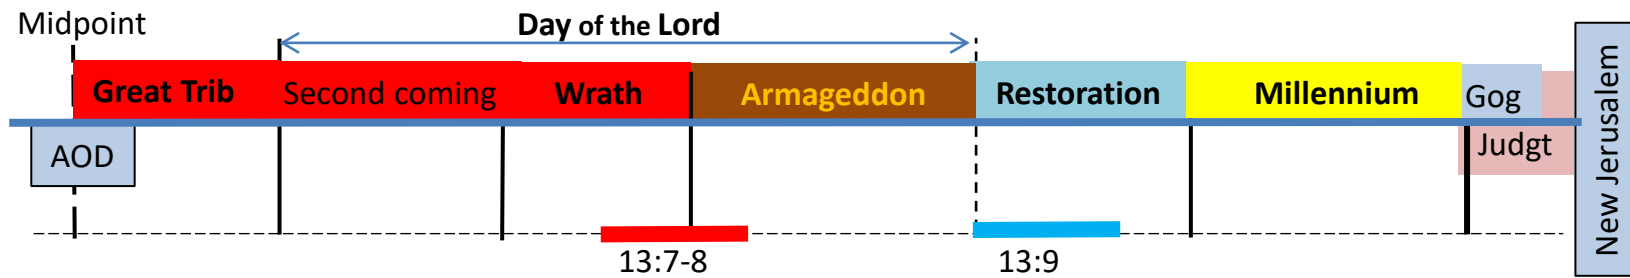 Midpoint
Day of the Lord
Great Trib
Second coming
Wrath
Armageddon
Restoration
Millennium
Gog
New Jerusalem
AOD
Judgt
13:7-8
13:9